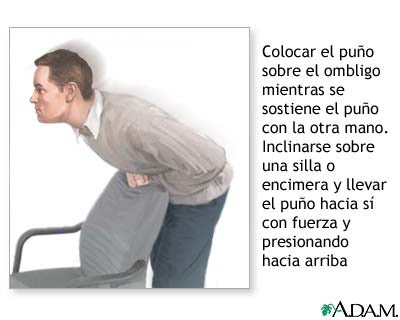 Colocar el puño
sobre el ombligo
mientras se
sostiene el puño
con la otra mano.
Inclinarse sobre
una silla o
encimera y llevar
el puño hacia sí
con fuerza y
presionando
hacia arriba
A.D.A.M.